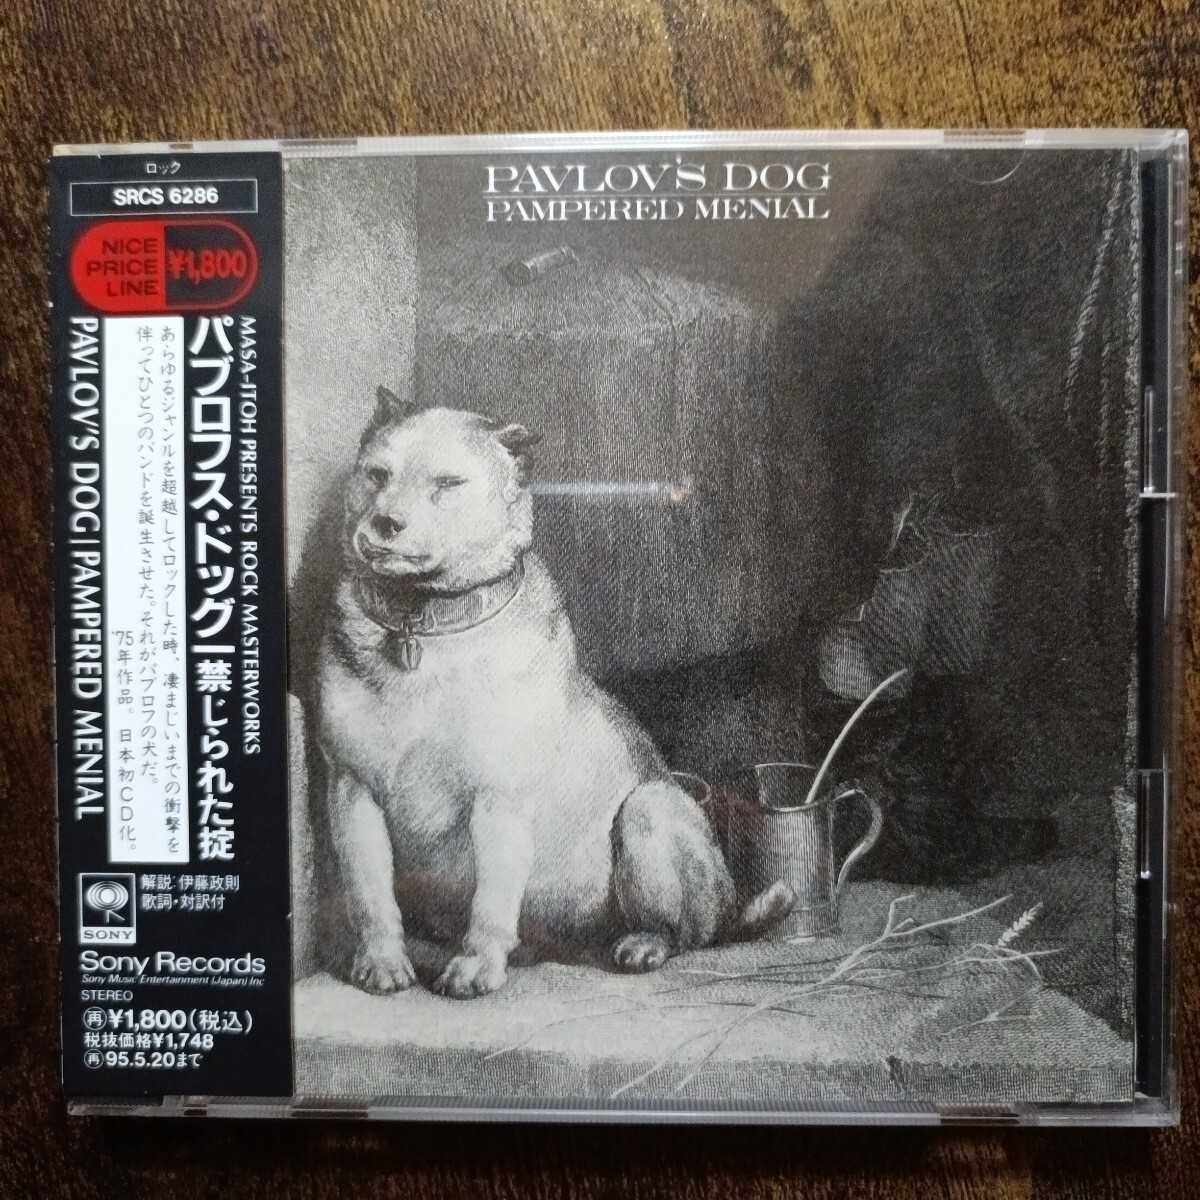 ロック
SRCS 6286
NICE
PRICE
LINE
¥1,800
MASA-ITOH PRESENTS ROCK MASTERWORKS
パブロフス・ドッグ|禁じられた掟
あらゆるジャンルを超越してロックした時、凄まじいまでの衝撃を
伴ってひとつのバンドを誕生させた。それがパブロフの犬だ。
'75年作品。日本初CD化。
PAVLOV'S DOG|PAMPERED MENIAL
解説:伊藤政則
歌詞・対訳付
SONY
Sony Records
Sony Music Entertainment (Japan) Inc
STEREO
再¥1,800(税込)
税抜価格¥1,748
再95.5.20まで
PAVLOV'S DOG
PAMPERED MENIAL